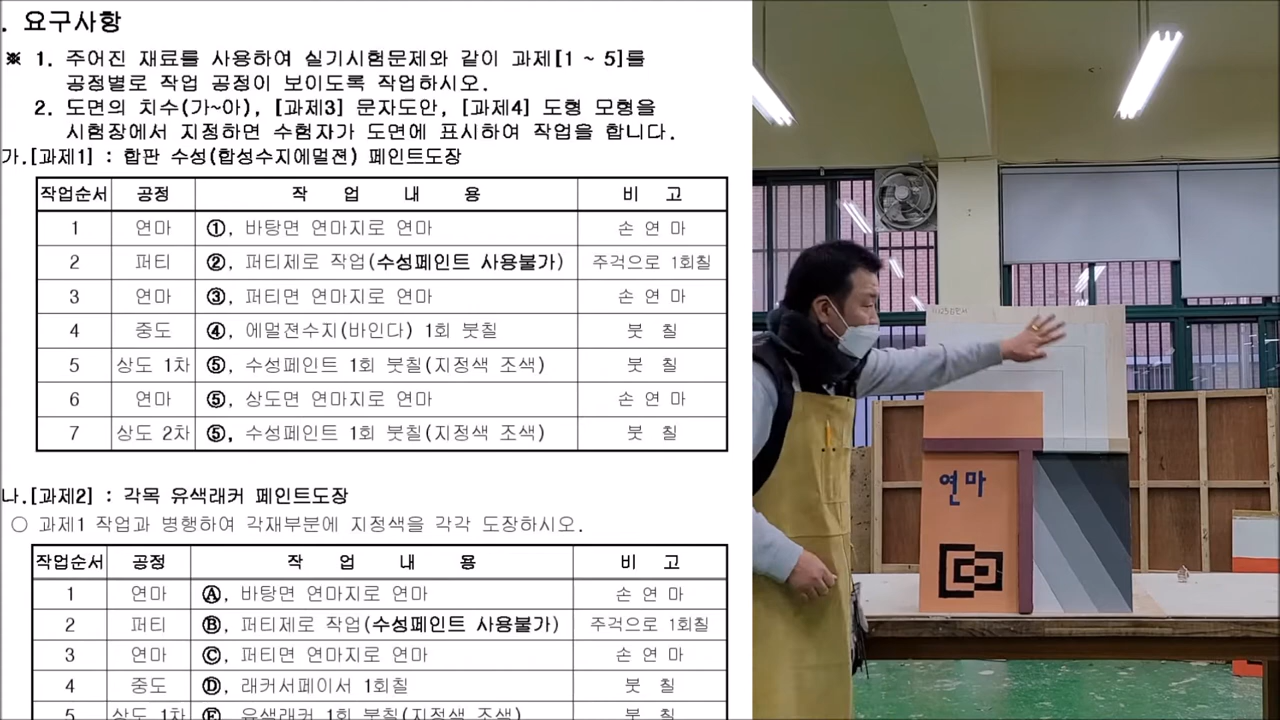 . 요구사항
※ 1. 주어진 재료를 사용하여 실기시험문제와 같이 과제[1 ~ 5]를
공정별로 작업 공정이 보이도록 작업하시오.
2. 도면의 치수(가~아), [과제3] 문자도안, [과제4] 도형 모형을
시험장에서 지정하면 수험자가 도면에 표시하여 작업을 합니다.
가.[과제1] : 합판 수성(합성수지에멀젼) 페인트도장
작업순서 공정 작 업 내 용 비 고
1 연마 ①, 바탕면 연마지로 연마 손 연 마
2 퍼티 ②, 퍼티제로 작업(수성페인트 사용불가) 주걱으로 1회칠
3 연마 ③, 퍼티면 연마지로 연마 손 연 마
4 중도 ④, 에멀젼수지(바인다) 1회 붓칠 붓 칠
5 상도 1차 ⑤, 수성페인트 1회 붓칠(지정색 조색) 붓 칠
6 연마 ⑤, 상도면 연마지로 연마 손 연 마
7 상도 2차 ⑤, 수성페인트 1회 붓칠(지정색 조색) 붓 칠
나.[과제2] : 각목 유색래커 페인트도장
○ 과제1 작업과 병행하여 각재부분에 지정색을 각각 도장하시오.
작업순서 공정 작 업 내 용 비 고
1 연마 Ⓐ, 바탕면 연마지로 연마 손 연 마
2 퍼티 Ⓑ, 퍼티제로 작업(수성페인트 사용불가) 주걱으로 1회칠
3 연마 Ⓒ, 퍼티면 연마지로 연마 손 연 마
4 중도 Ⓓ, 래커서페이서 1회칠 붓 칠
5 상도 1차 Ⓔ, 유색래커 1회 붓칠(지정색 조색) 붓 칠
연마